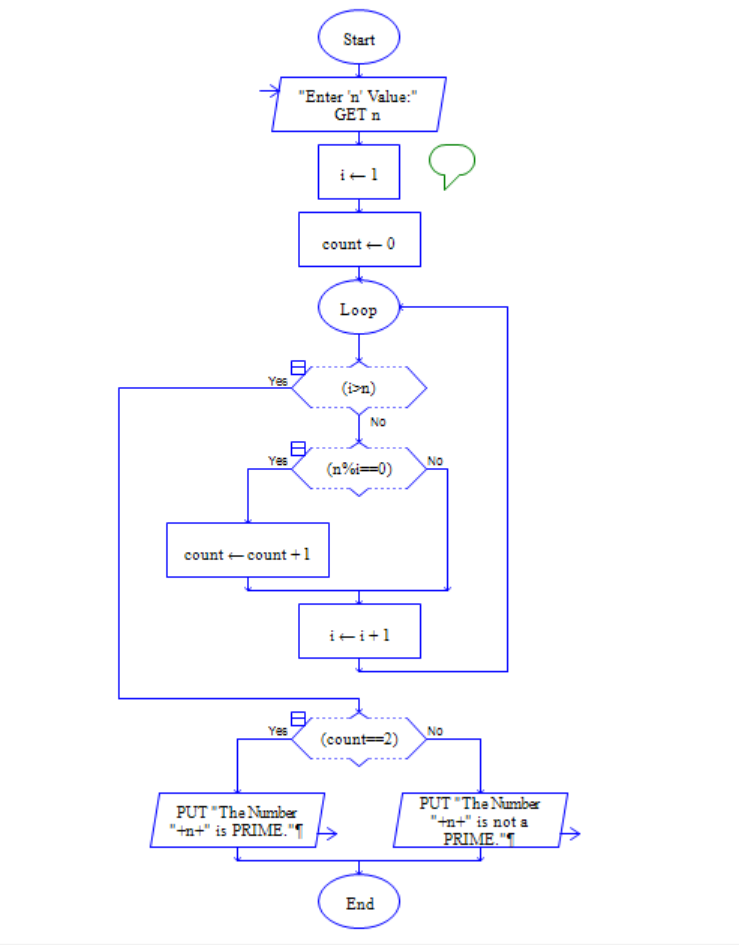 Start
"Enter 'n' Value:"
GET n
i ← 1
count ← 0
Loop
Yes
(i>n)
No
Yes
(n%i==0)
No
count ← count + 1
i ← i + 1
Yes
(count==2)
No
PUT "The Number
"+n+" is PRIME."¶
PUT "The Number
"+n+" is not a
PRIME."¶
End